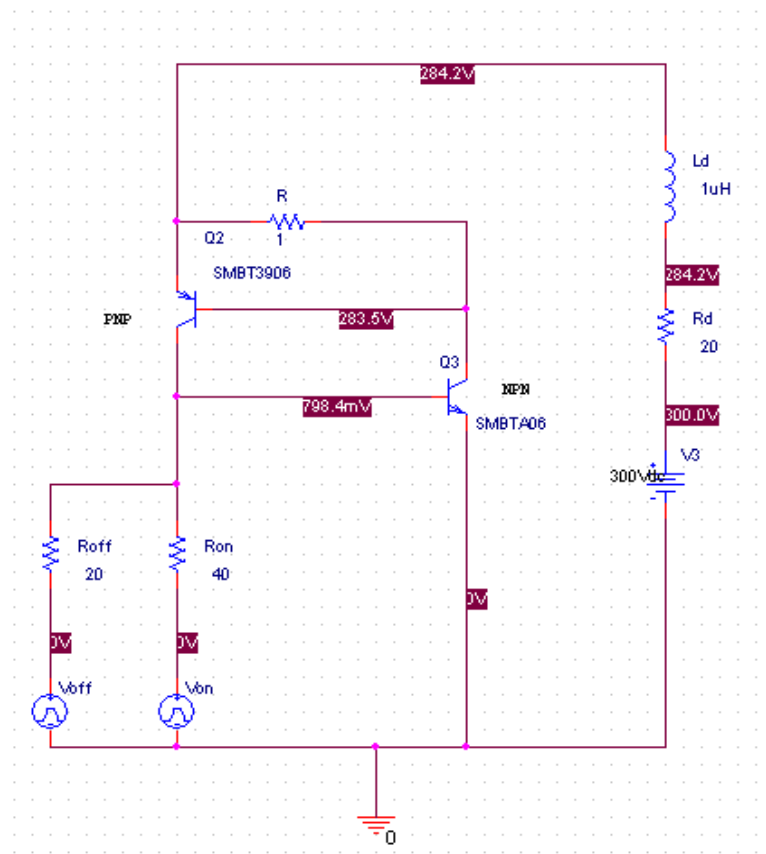 284.2V
Ld
1uH
R
1
Q2
SMBT3906
284.2V
PNP
283.5V
Rd
20
Q3
NPN
798.4mV
SMBTA06
300.0V
V3
300Vdc
Roff
20
Ron
40
0V
0V
0V
Voff
Von
0